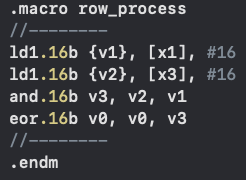 .macro row_process
//--------
ld1.16b {v1}, [x1], #16
ld1.16b {v2}, [x3], #16
and.16b v3, v2, v1
eor.16b v0, v0, v3
//--------
.endm